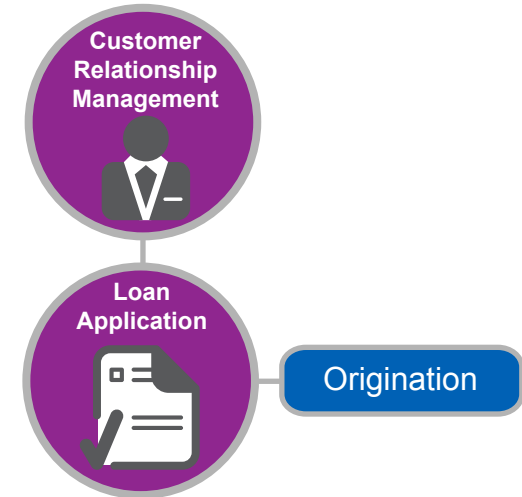 Customer
Relationship
Management
Loan
Application
Origination